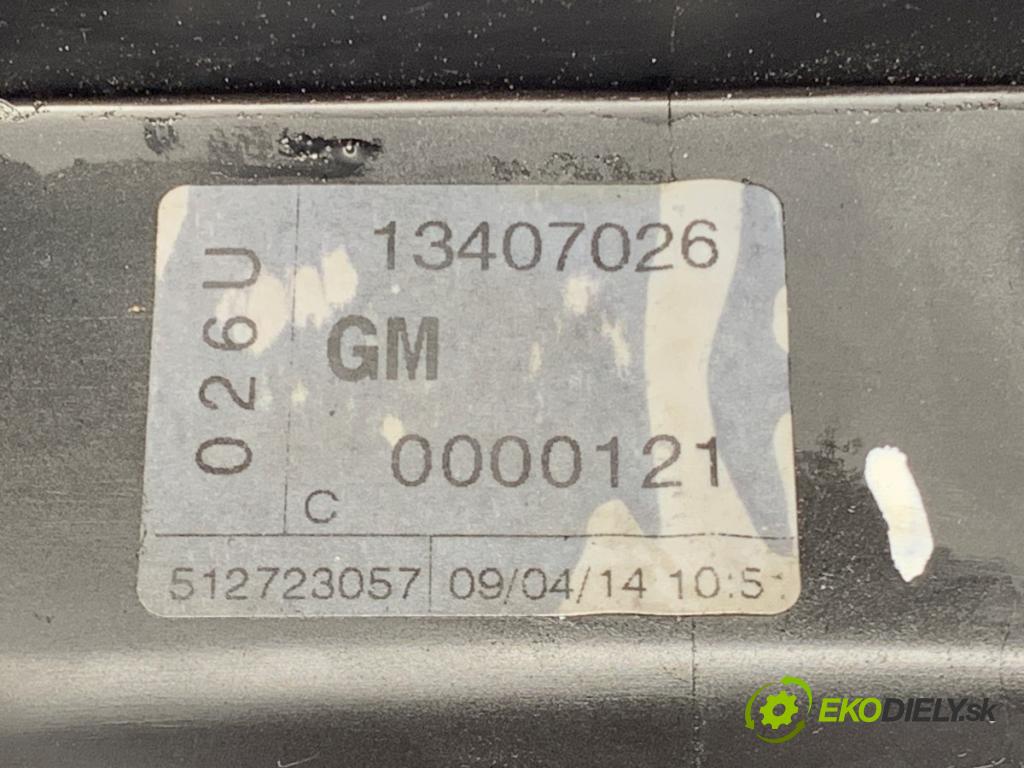 026U
13407026
GM
0000121
C
512723057
09/04/14 10:5
EKODIELY.sk